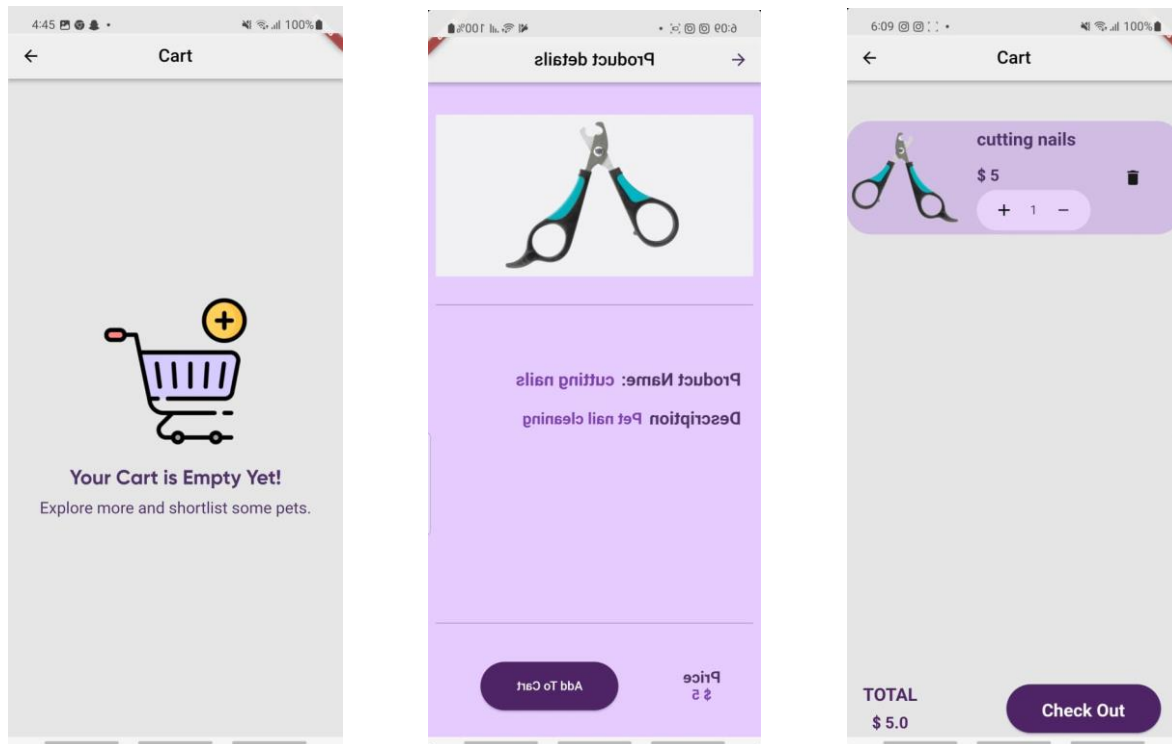 4:45 100%
Cart
Your Cart is Empty Yet!
Explore more and shortlist some pets.
6:09 100%
Product details
Product Name: cutting nails
Description Pet nail cleaning
Price
$ 5
Add To Cart
6:09 100%
Cart
cutting nails
$ 5
+ 1 −
TOTAL
$ 5.0
Check Out